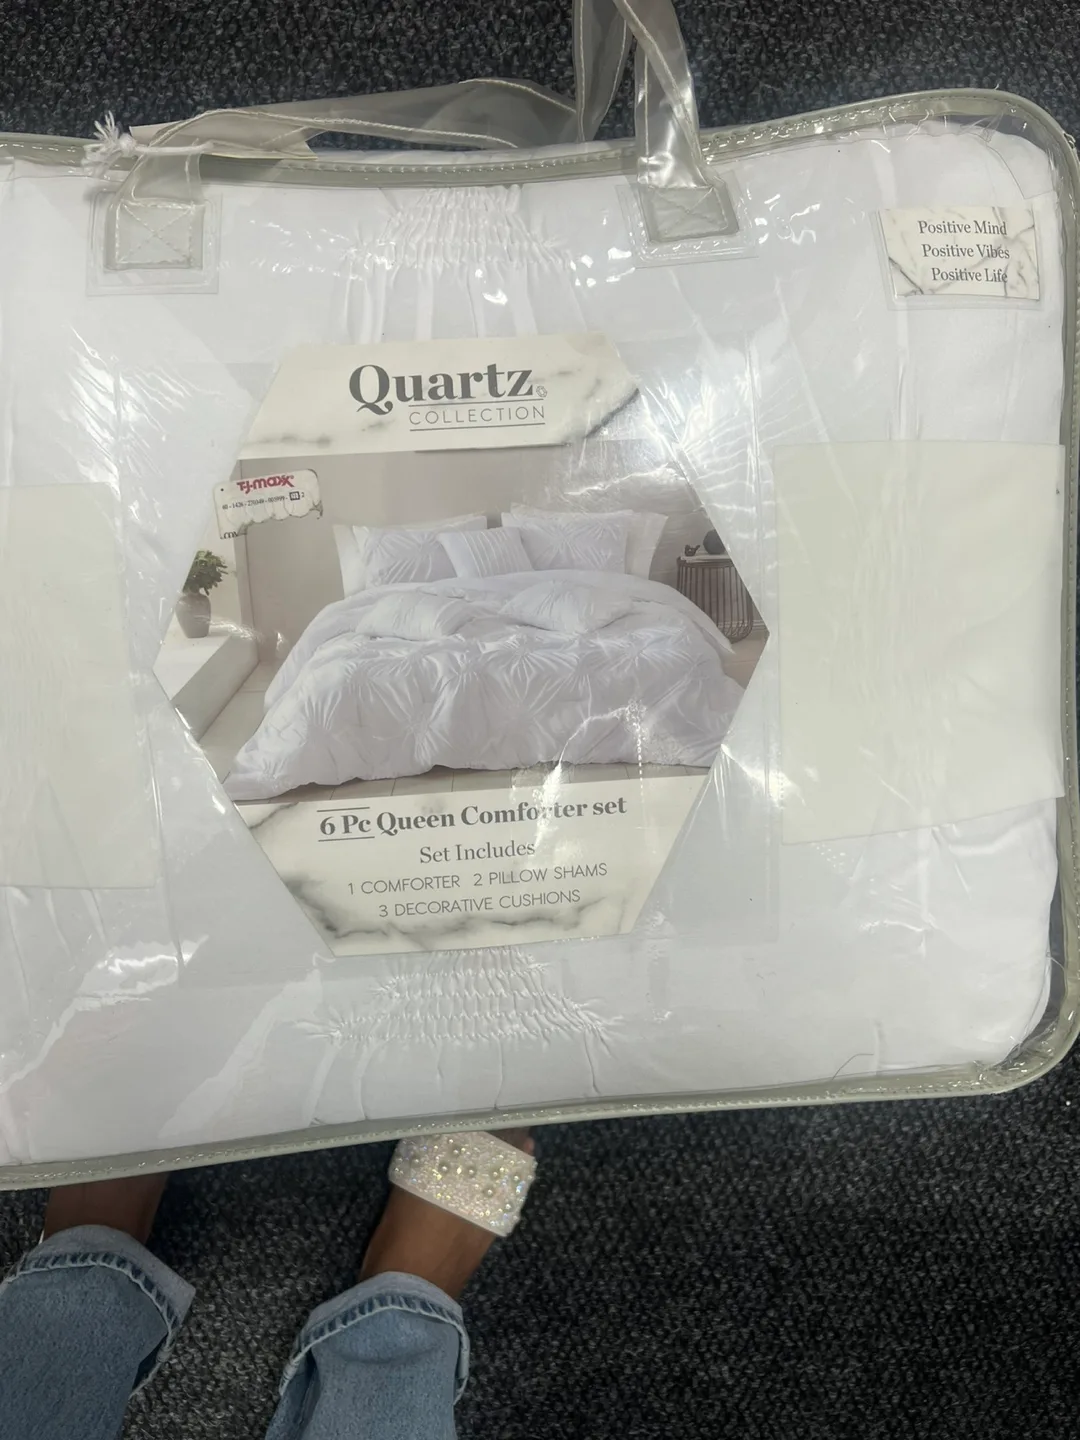 Positive Mind
Positive Vibes
Positive Life
Quartz
COLLECTION
T.J.maxx
6 Pc Queen Comforter set
Set Includes
1 COMFORTER 2 PILLOW SHAMS
3 DECORATIVE CUSHIONS